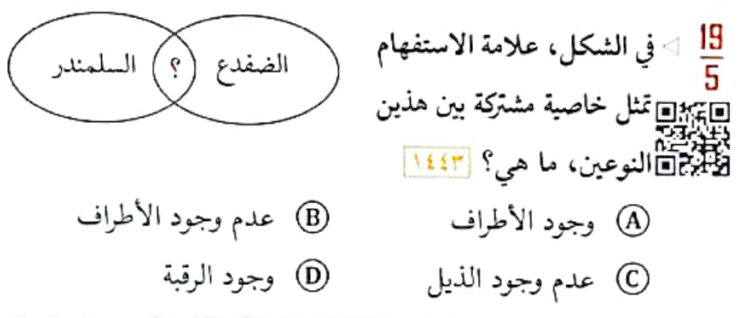 19
5
في الشكل، علامة الاستفهام
تمثل خاصية مشتركة بين هذين
النوعين، ما هي؟ ١٤٤٣
الضفدع
؟
السلمندر
A وجود الأطراف
B عدم وجود الأطراف
C عدم وجود الذيل
D وجود الرقبة